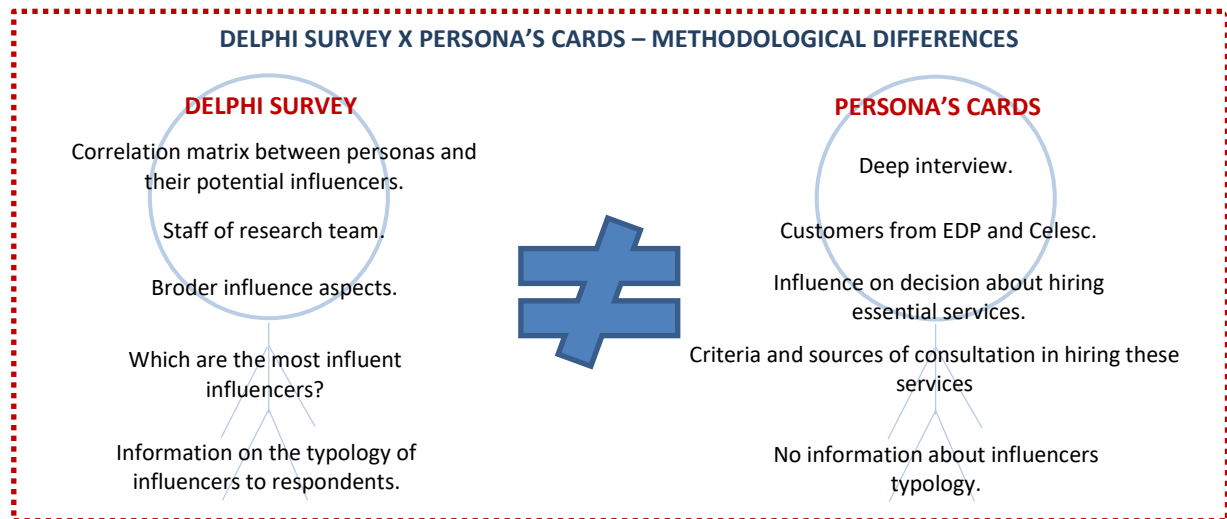 DELPHI SURVEY X PERSONA'S CARDS – METHODOLOGICAL DIFFERENCES
DELPHI SURVEY
Correlation matrix between personas and
their potential influencers.
Staff of research team.
Broder influence aspects.
Which are the most influent
influencers?
Information on the typology of
influencers to respondents.
PERSONA'S CARDS
Deep interview.
Customers from EDP and Celesc.
Influence on decision about hiring
essential services.
Criteria and sources of consultation in hiring these
services
No information about influencers
typology.